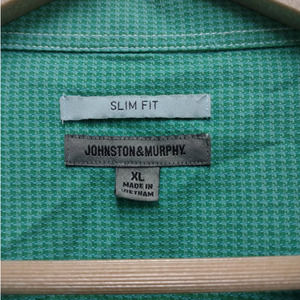 SLIM FIT
JOHNSTON&MURPHY.
XL
MADE IN
VIETNAM